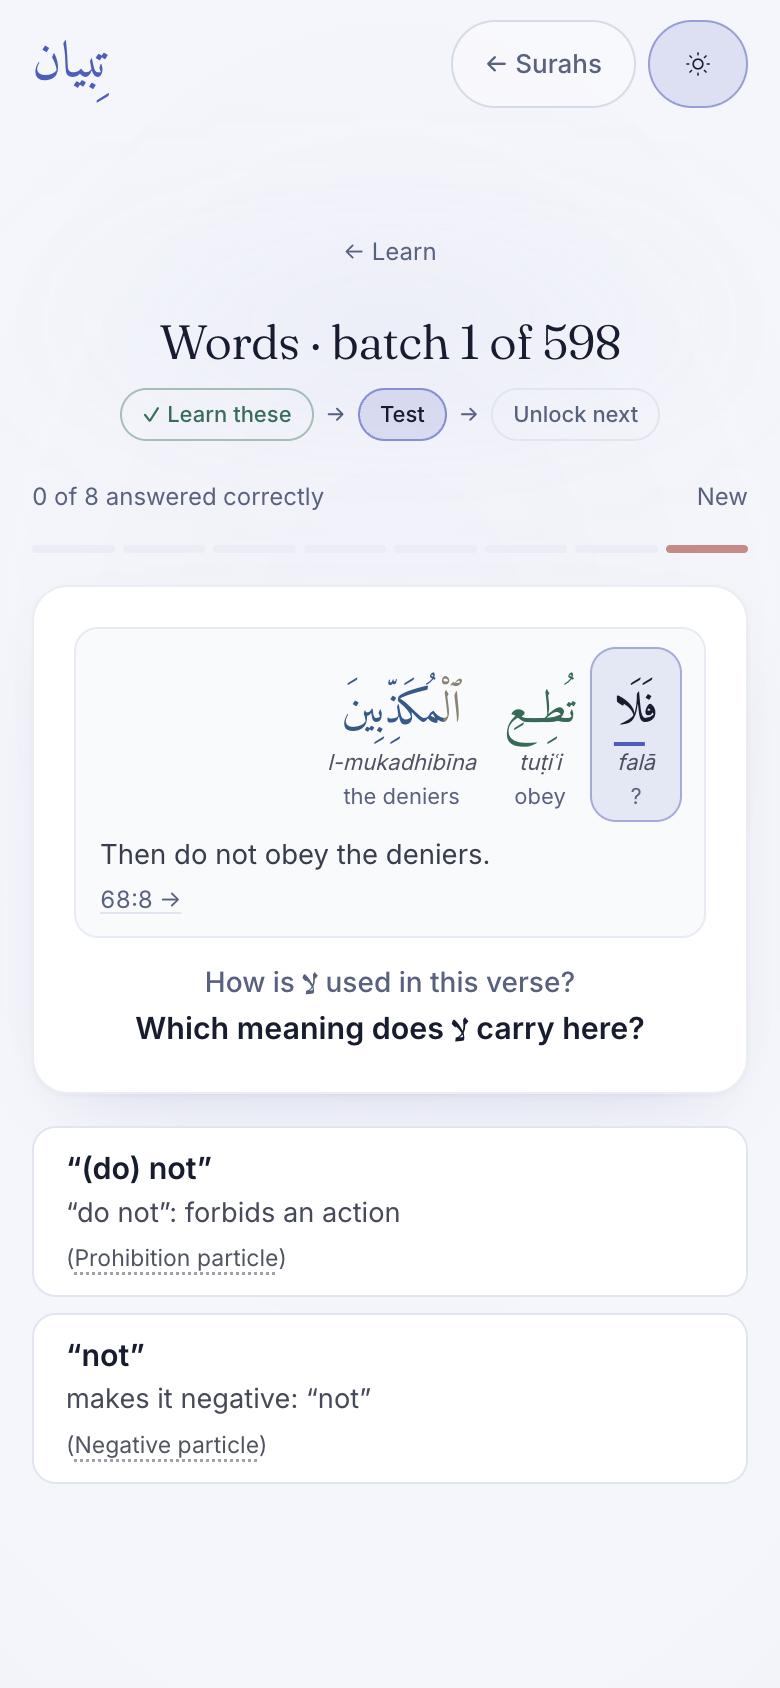 تِبيان
← Surahs
← Learn
Words · batch 1 of 598
✓ Learn these → Test → Unlock next
0 of 8 answered correctly New
فَلَا تُطِعِ ٱلْمُكَذِّبِينَ
falā tuṭiʿi l-mukadhibīna
? obey the deniers
Then do not obey the deniers.
68:8 →
How is لَا used in this verse?
Which meaning does لَا carry here?
“(do) not”
“do not”: forbids an action
(Prohibition particle)
“not”
makes it negative: “not”
(Negative particle)